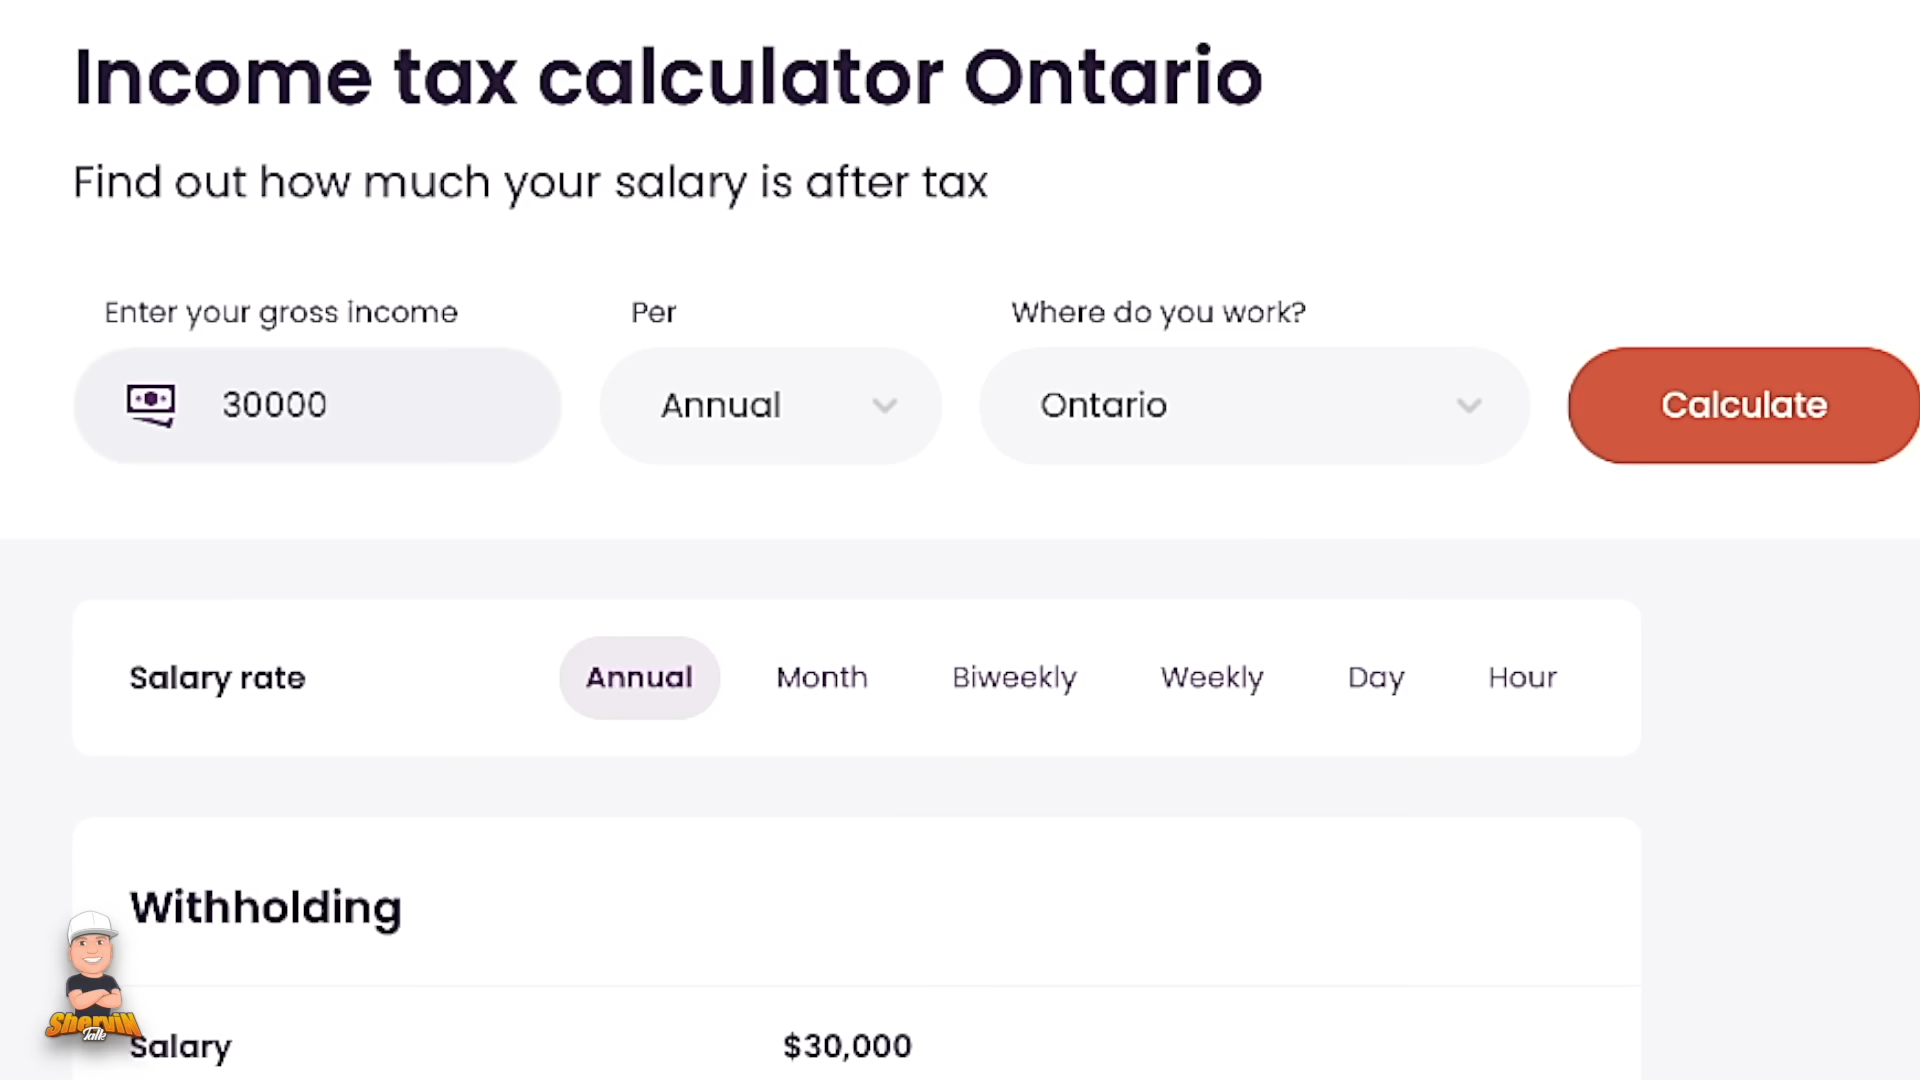 Income tax calculator Ontario
Find out how much your salary is after tax
Enter your gross income Per Where do you work?
30000 Annual Ontario Calculate
Salary rate Annual Month Biweekly Weekly Day Hour
Withholding
Shervin
Talk
Salary $30,000